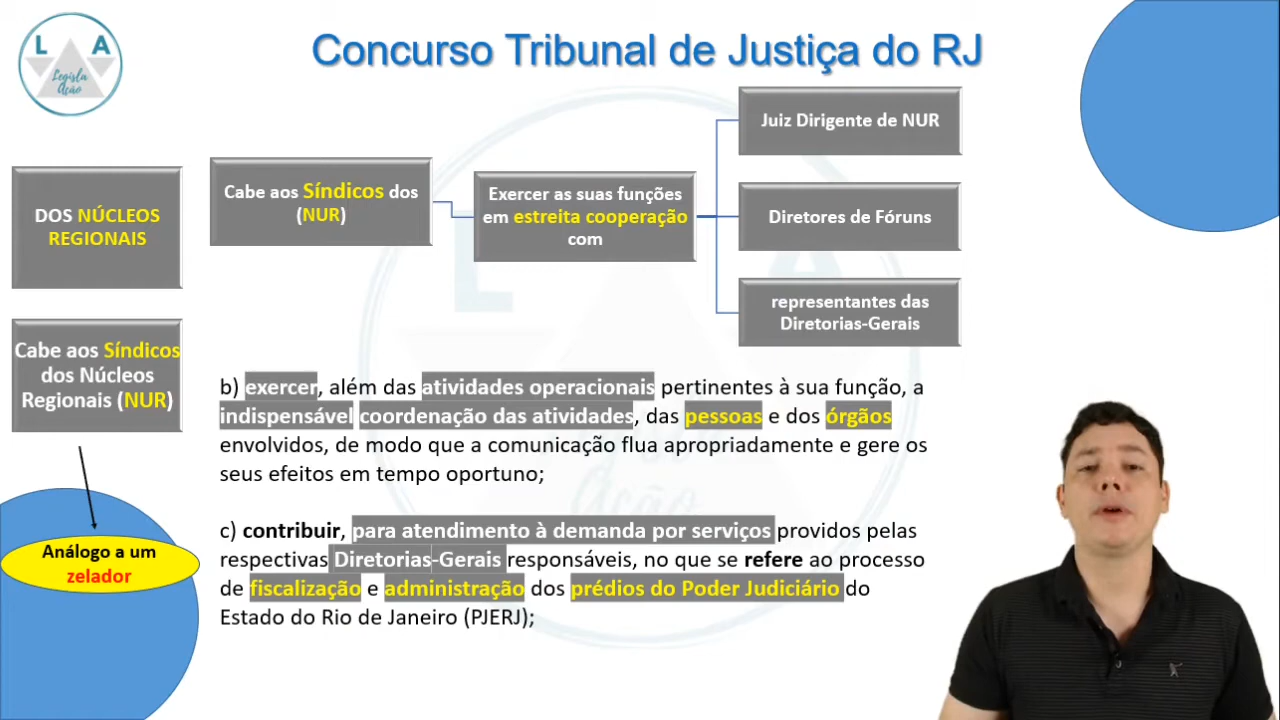 L A
Legisla
Ação
Concurso Tribunal de Justiça do RJ
DOS NÚCLEOS
REGIONAIS
Cabe aos Síndicos dos
(NUR)
Exercer as suas funções
em estreita cooperação
com
Juiz Dirigente de NUR
Diretores de Fóruns
representantes das
Diretorias-Gerais
Cabe aos Síndicos
dos Núcleos
Regionais (NUR)
Análogo a um
zelador
b) exercer, além das atividades operacionais pertinentes à sua função, a
indispensável coordenação das atividades, das pessoas e dos órgãos
envolvidos, de modo que a comunicação flua apropriadamente e gere os
seus efeitos em tempo oportuno;
c) contribuir, para atendimento à demanda por serviços providos pelas
respectivas Diretorias-Gerais responsáveis, no que se refere ao processo
de fiscalização e administração dos prédios do Poder Judiciário do
Estado do Rio de Janeiro (PJERJ);
L A
Ação